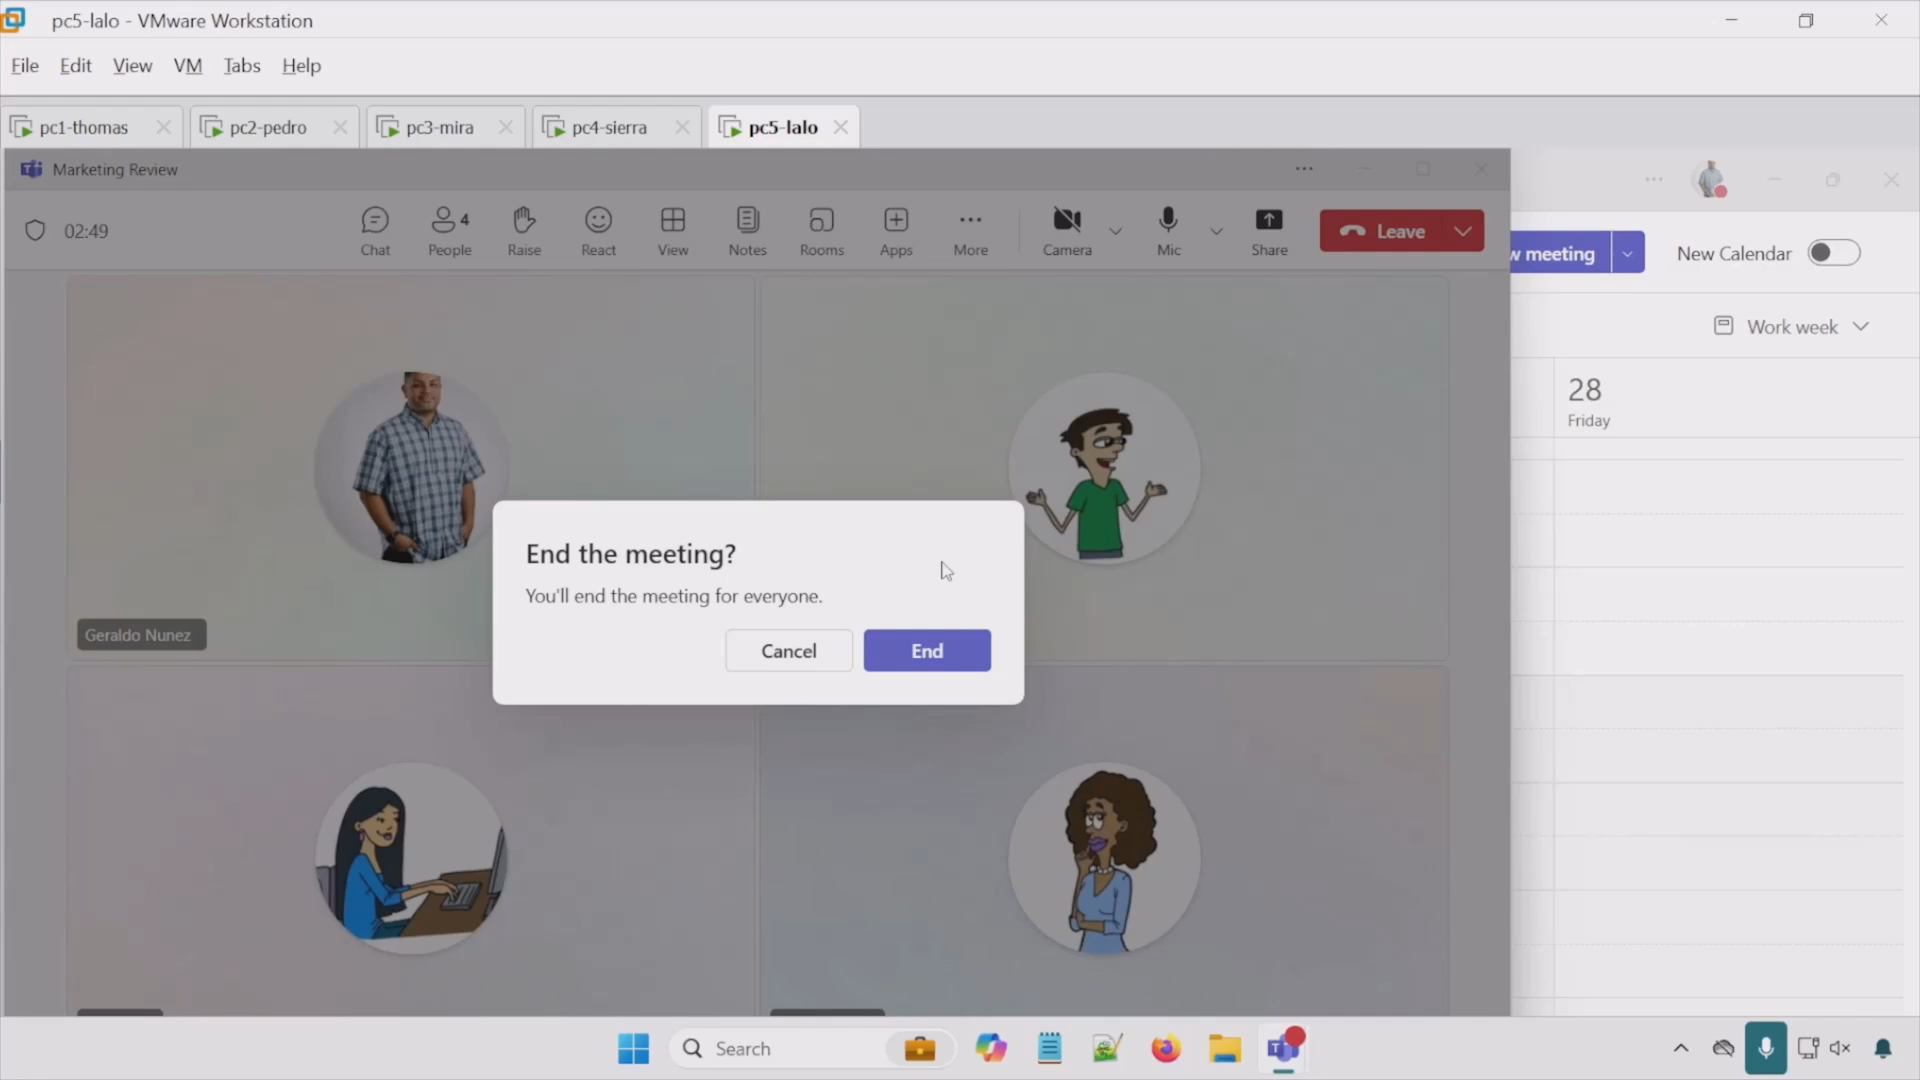 pc5-lalo - VMware Workstation
File Edit View VM Tabs Help
pc1-thomas pc2-pedro pc3-mira pc4-sierra pc5-lalo
Marketing Review
02:49
Chat People 4 Raise React View Notes Rooms Apps More Camera Mic Share Leave
w meeting New Calendar
Work week
28
Friday
End the meeting?
You'll end the meeting for everyone.
Cancel End
Geraldo Nunez
Search